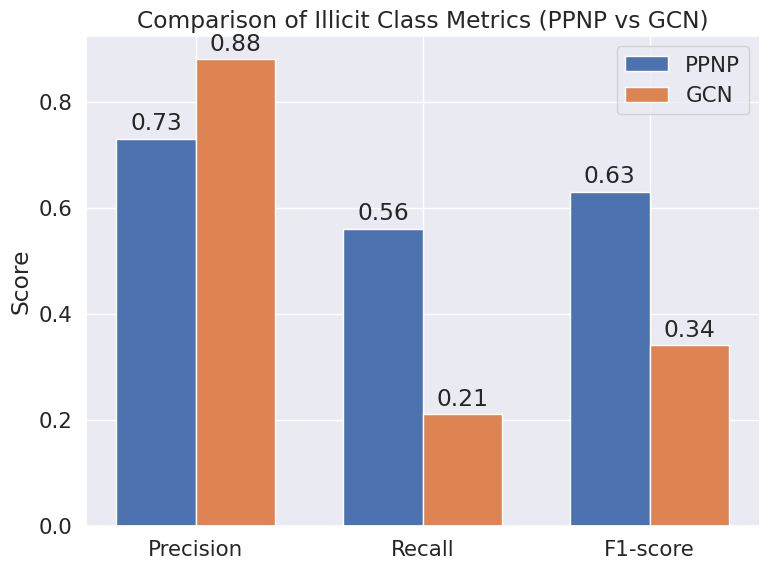 Comparison of Illicit Class Metrics (PPNP vs GCN)
PPNP
GCN
Score
0.8
0.6
0.4
0.2
0.0
0.73
0.88
0.56
0.21
0.63
0.34
Precision
Recall
F1-score